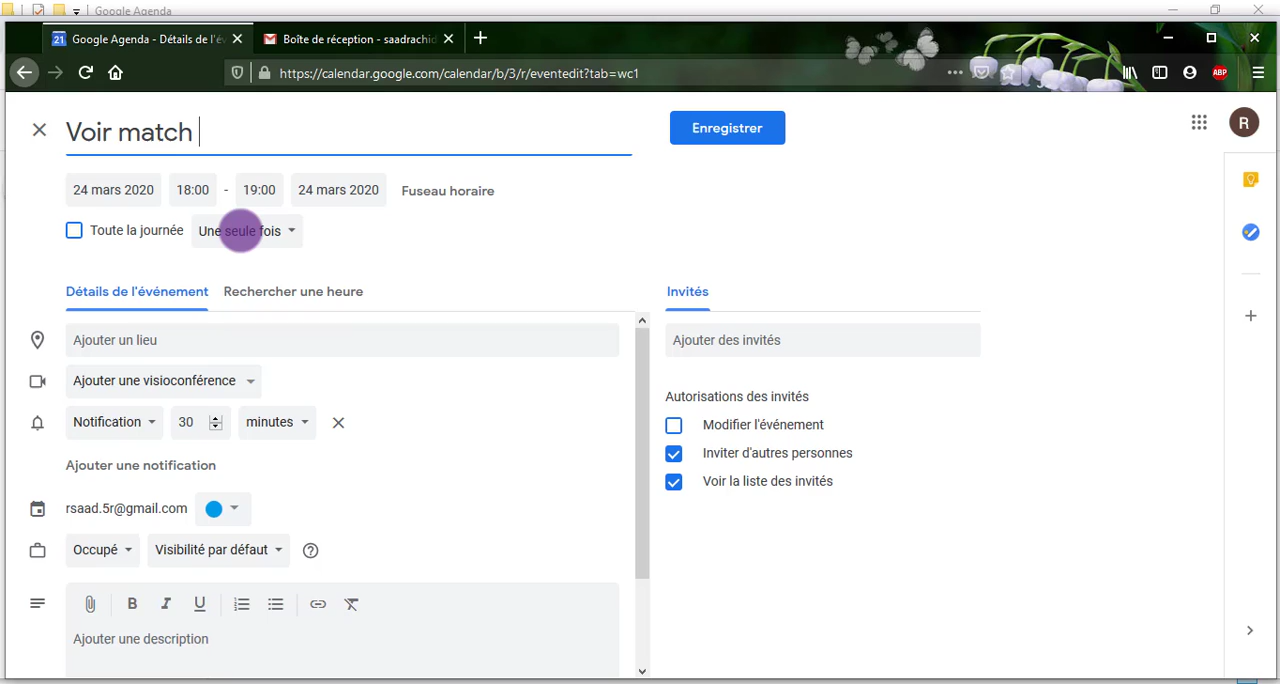 Google Agenda
21 Google Agenda - Détails de l'év
Boîte de réception - saadrachid
https://calendar.google.com/calendar/b/3/r/eventedit?tab=wc1
ABP
Voir match
Enregistrer
R
24 mars 2020 18:00 - 19:00 24 mars 2020 Fuseau horaire
Toute la journée Une seule fois
Détails de l'événement Rechercher une heure
Invités
Ajouter un lieu
Ajouter des invités
Ajouter une visioconférence
Autorisations des invités
Notification 30 minutes
Modifier l'événement
Inviter d'autres personnes
Ajouter une notification
Voir la liste des invités
rsaad.5r@gmail.com
Occupé Visibilité par défaut
B I U
Ajouter une description